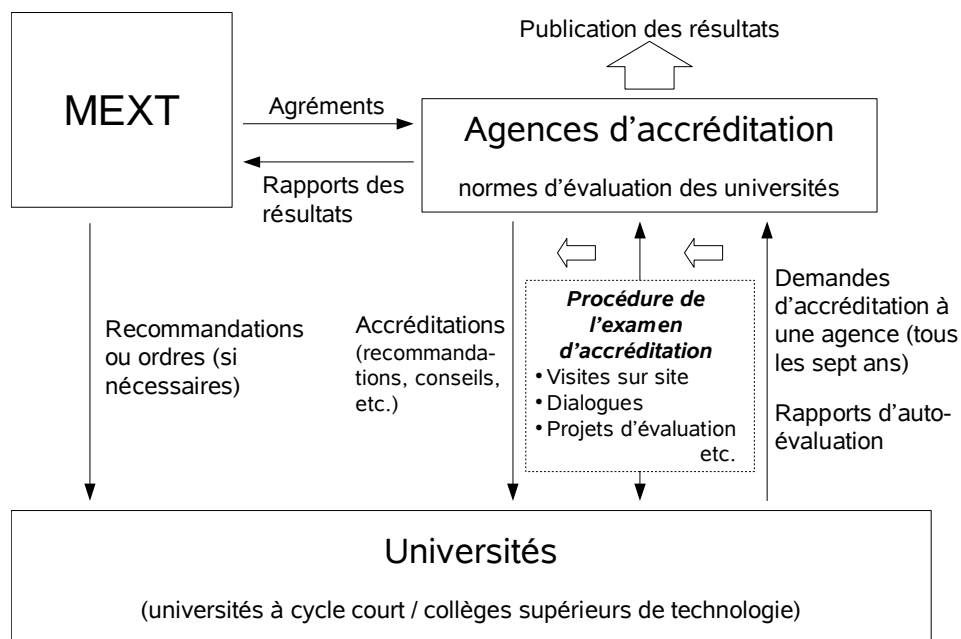 Publication des résultats
MEXT
Agréments
Rapports des
résultats
Agences d’accréditation
normes d’évaluation des universités
Recommandations
ou ordres (si
nécessaires)
Accréditations
(recommanda-
tions, conseils,
etc.)
Procédure de
l’examen
d’accréditation
• Visites sur site
• Dialogues
• Projets d’évaluation
etc.
Demandes
d’accréditation à
une agence (tous
les sept ans)
Rapports d’auto-
évaluation
Universités
(universités à cycle court / collèges supérieurs de technologie)